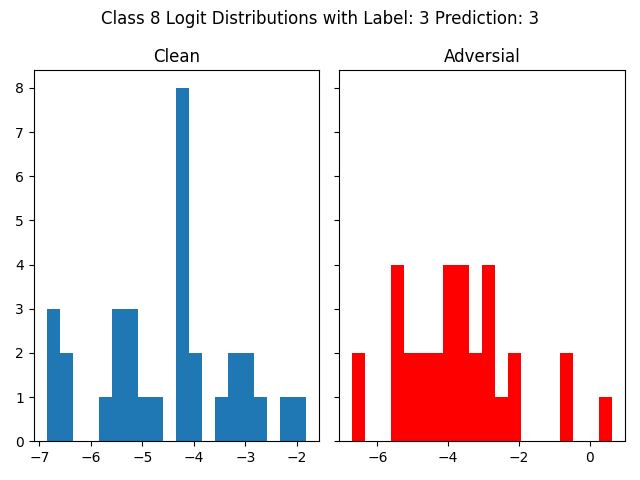 Class 8 Logit Distributions with Label: 3 Prediction: 3
Clean
Adversial
8
7
6
5
4
3
2
1
0
−7 −6 −5 −4 −3 −2
−6 −4 −2 0